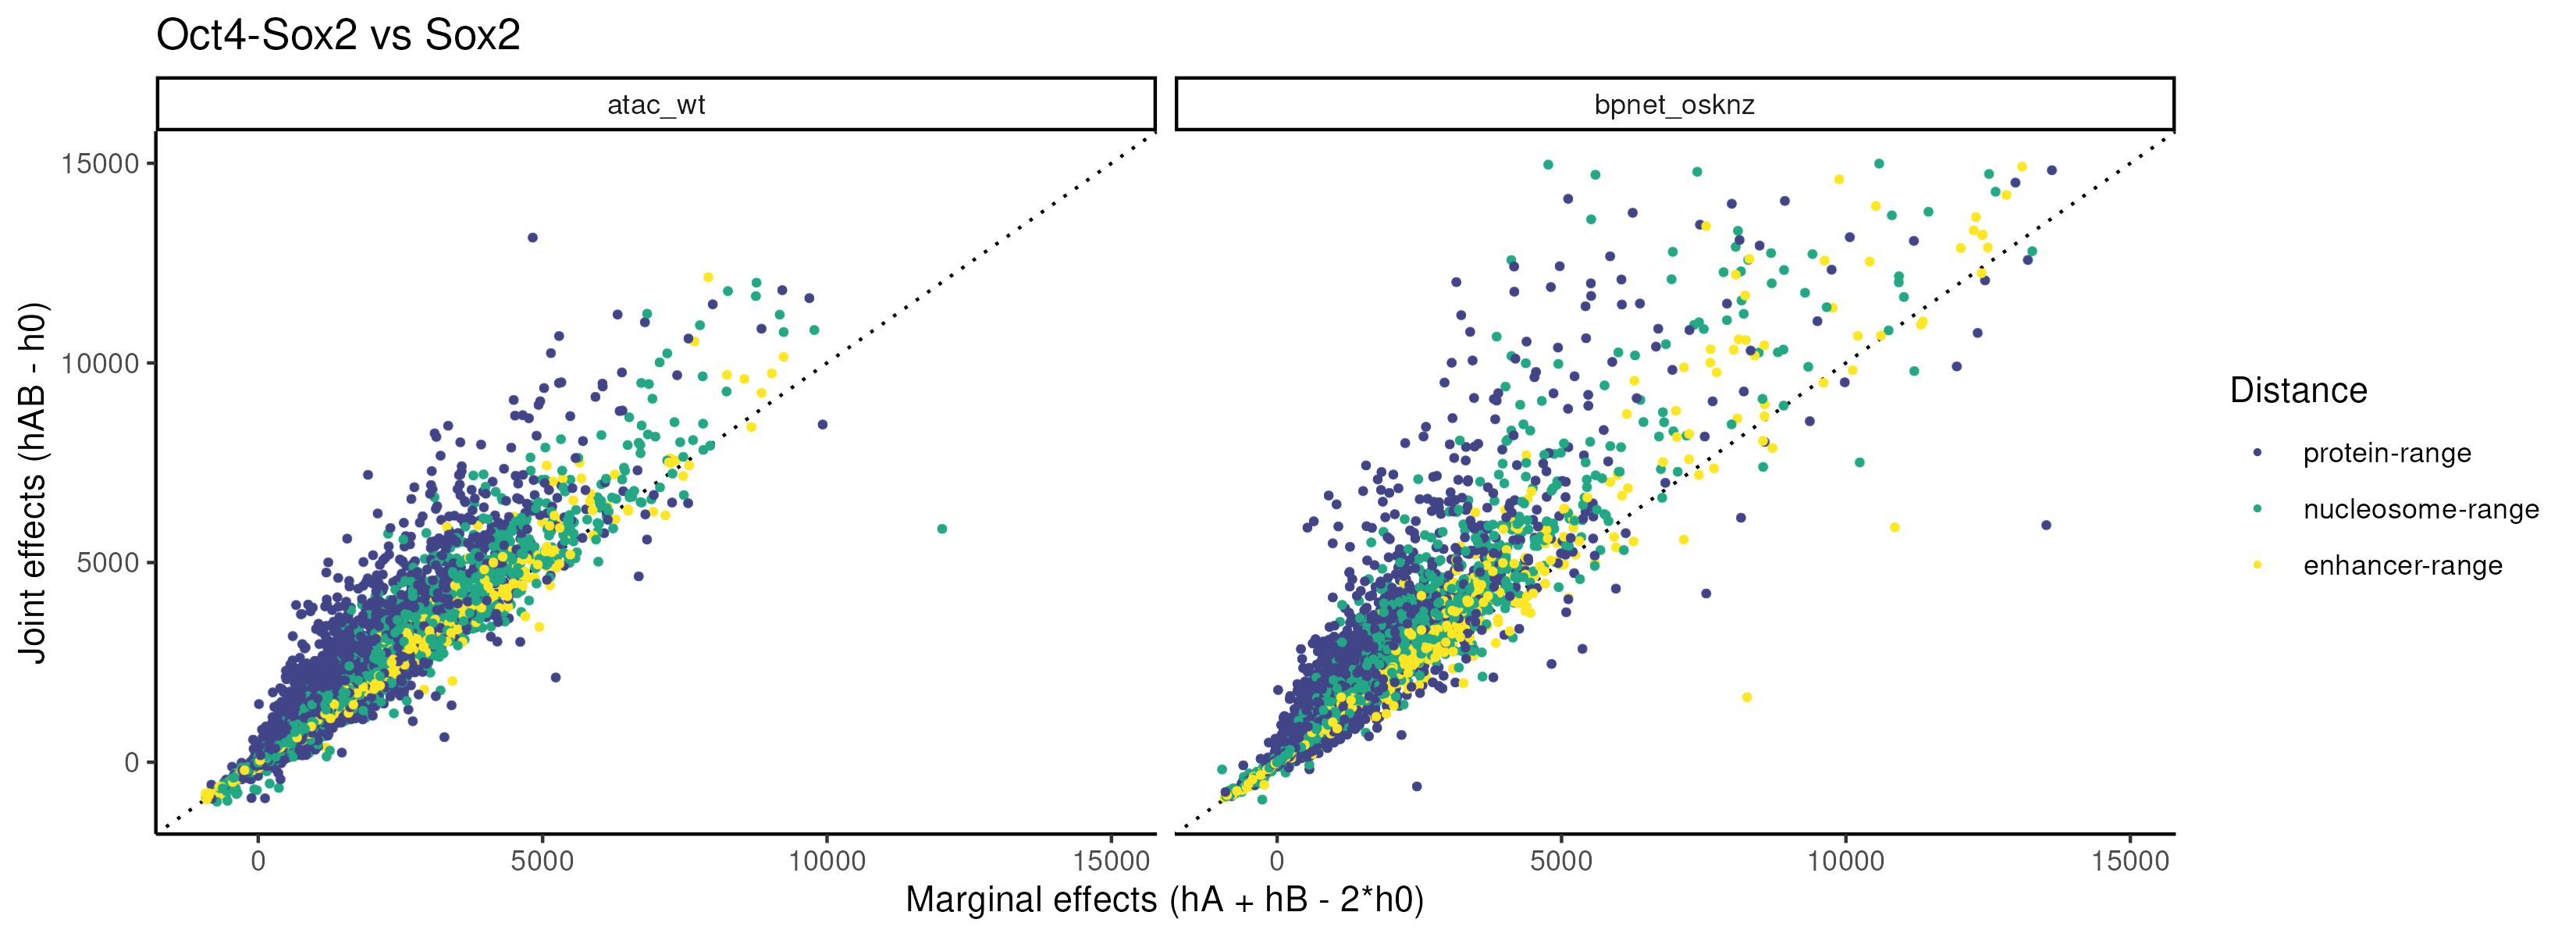 Oct4-Sox2 vs Sox2
atac_wt
bpnet_osknz
Joint effects (hAB - h0)
15000
10000
5000
0
0
5000
10000
15000
0
5000
10000
15000
Marginal effects (hA + hB - 2*h0)
Distance
protein-range
nucleosome-range
enhancer-range